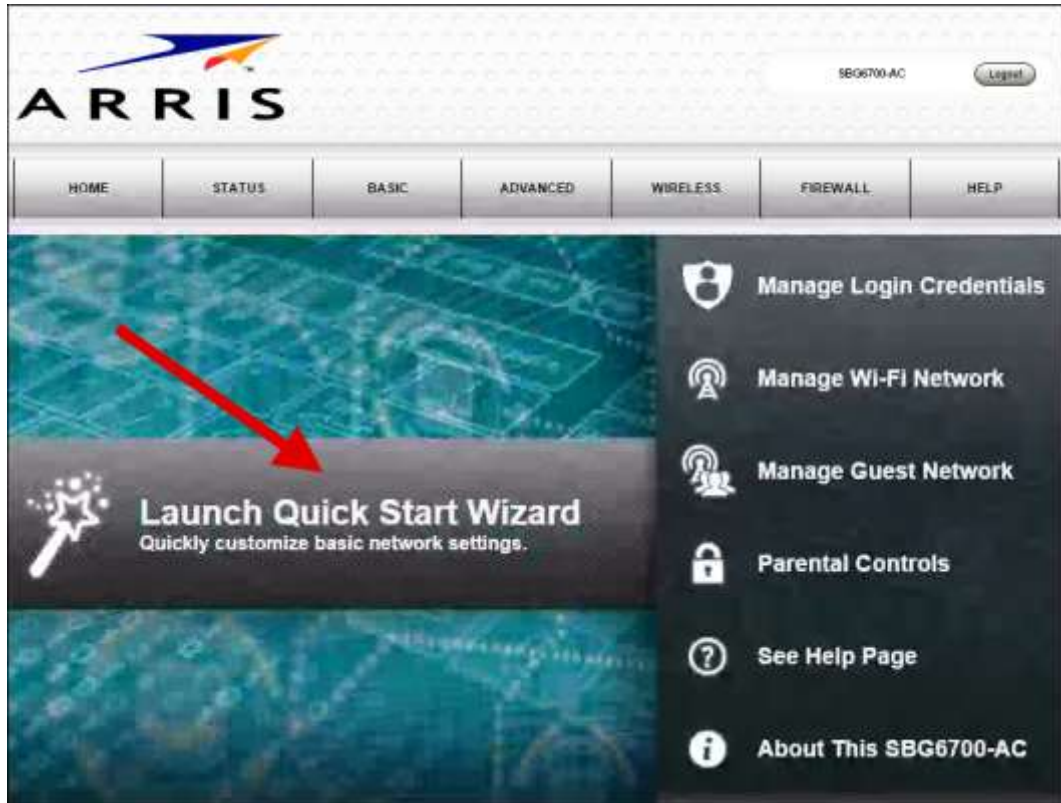 ARRIS
SBG6700-AC
Logout
HOME STATUS BASIC ADVANCED WIRELESS FIREWALL HELP
Launch Quick Start Wizard
Quickly customize basic network settings.
Manage Login Credentials
Manage Wi-Fi Network
Manage Guest Network
Parental Controls
See Help Page
About This SBG6700-AC